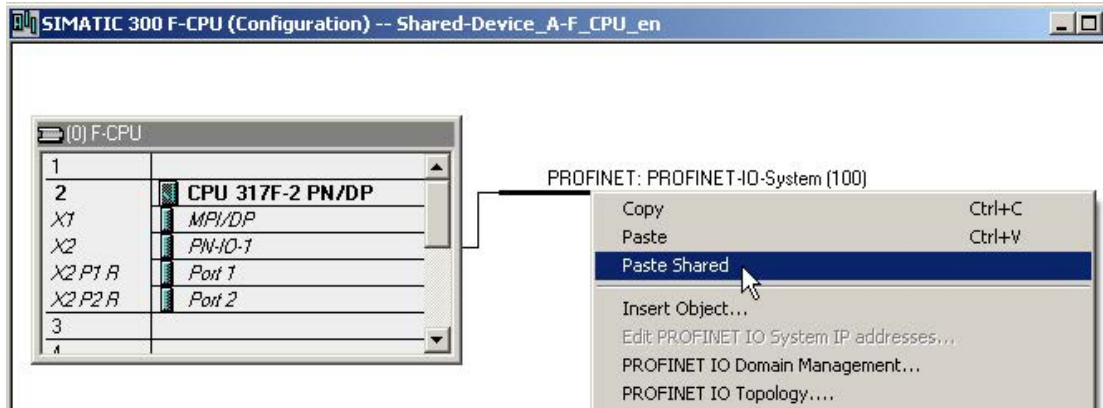 SIMATIC 300 F-CPU (Configuration) -- Shared-Device_A-F_CPU_en
(0) F-CPU
1
2 CPU 317F-2 PN/DP
X1 MPI/DP
X2 PN-IO-1
X2 P1 R Port 1
X2 P2 R Port 2
3
4
PROFINET: PROFINET-IO-System (100)
Copy Ctrl+C
Paste Ctrl+V
Paste Shared
Insert Object...
Edit PROFINET IO System IP addresses...
PROFINET IO Domain Management...
PROFINET IO Topology....